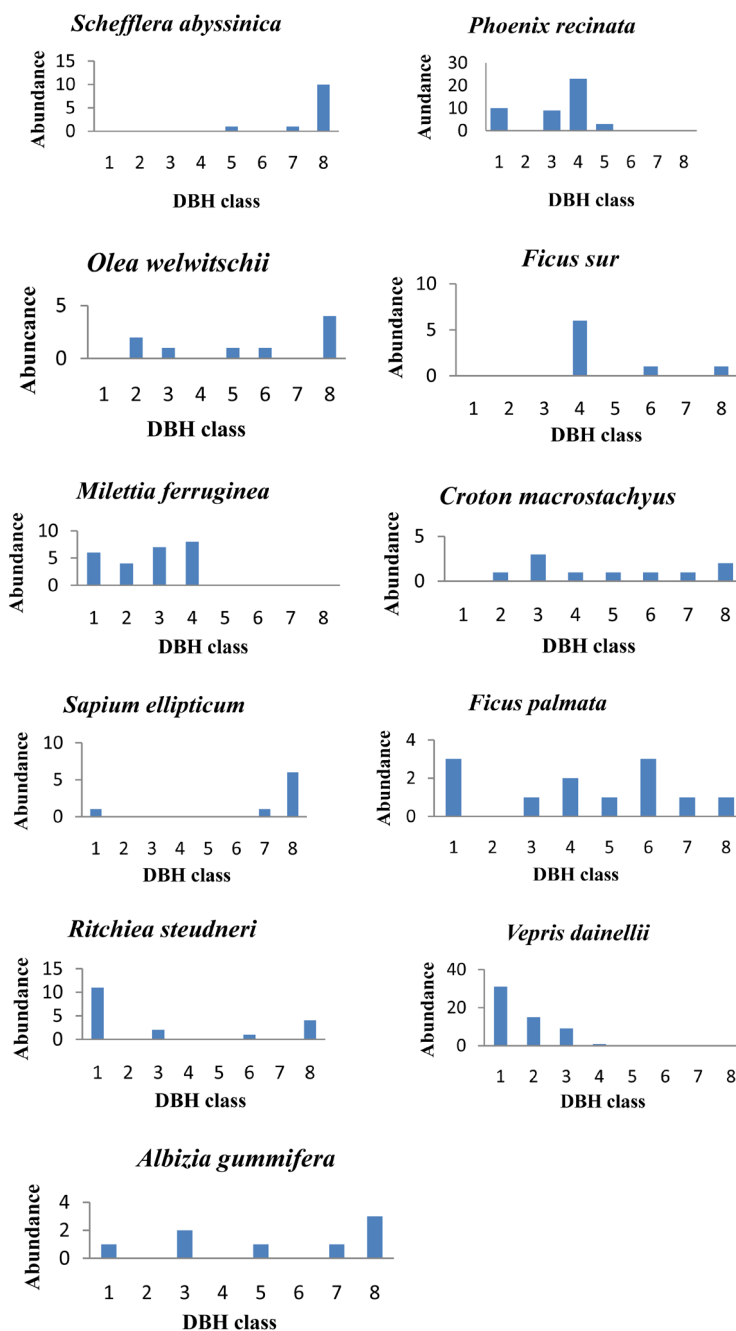 Schefflera abyssinica
Abundance
15
10
5
0
1 2 3 4 5 6 7 8
DBH class
Phoenix recinata
Aundance
30
20
10
0
1 2 3 4 5 6 7 8
DBH class
Olea welwitschii
Abuncance
5
0
1 2 3 4 5 6 7 8
DBH class
Ficus sur
Abundance
10
5
0
1 2 3 4 5 6 7 8
DBH class
Milettia ferruginea
Abundance
10
5
0
1 2 3 4 5 6 7 8
DBH class
Croton macrostachyus
Abundance
5
0
1 2 3 4 5 6 7 8
DBH class
Sapium ellipticum
Abundance
10
5
0
1 2 3 4 5 6 7 8
DBH class
Ficus palmata
Abundance
4
2
0
1 2 3 4 5 6 7 8
DBH class
Ritchiea steudneri
Abundance
15
10
5
0
1 2 3 4 5 6 7 8
DBH class
Vepris dainellii
Abundance
40
20
0
1 2 3 4 5 6 7 8
DBH class
Albizia gummifera
Abundance
4
2
0
1 2 3 4 5 6 7 8
DBH class